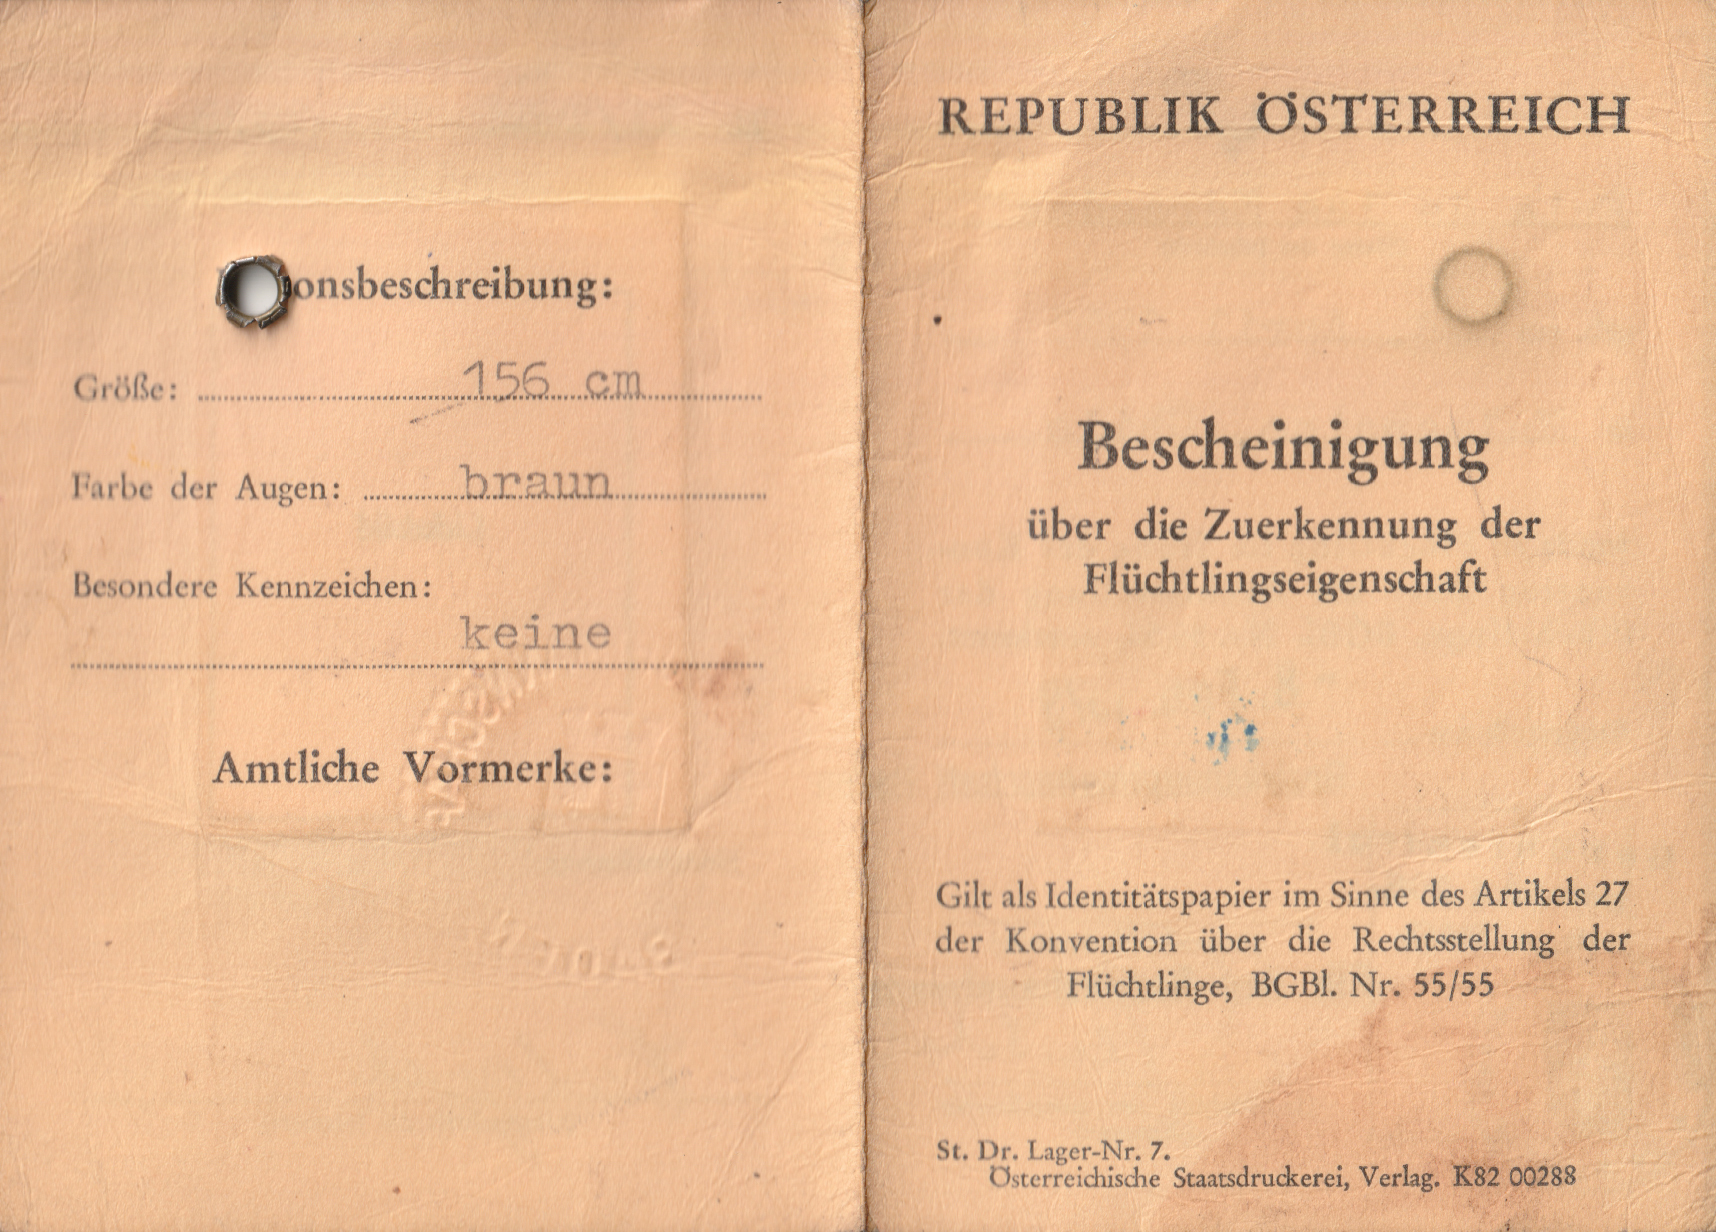 onsbeschreibung:
Größe: 156 cm
Farbe der Augen: braun
Besondere Kennzeichen:
keine
Amtliche Vormerke:
REPUBLIK ÖSTERREICH
Bescheinigung
über die Zuerkennung der
Flüchtlingseigenschaft
Gilt als Identitätspapier im Sinne des Artikels 27
der Konvention über die Rechtsstellung der
Flüchtlinge, BGBl. Nr. 55/55
St. Dr. Lager-Nr. 7.
Österreichische Staatsdruckerei, Verlag. K82 00288